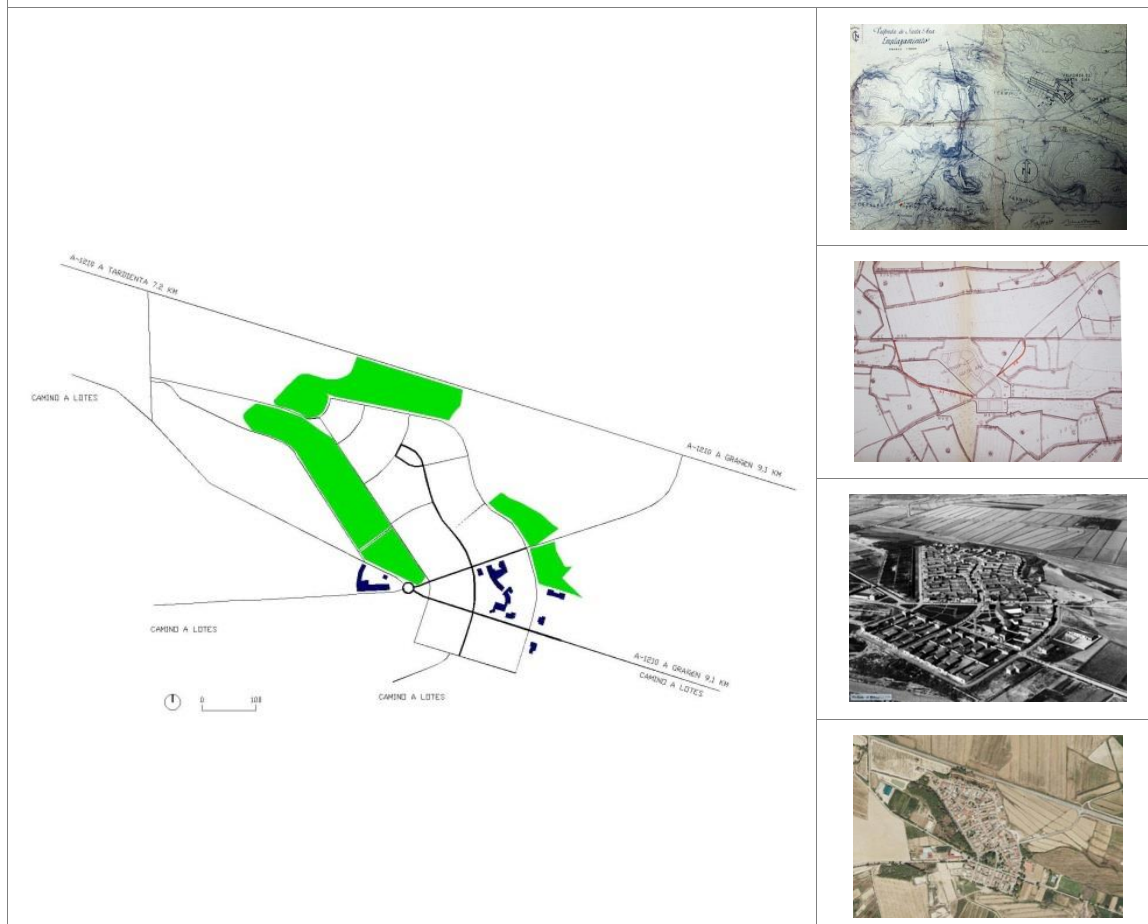 A-1210 A TARDIENTA 7.2 KM
CAMINO A LOTES
A-1210 A GRAÑEN 9,1 KM
CAMINO A LOTES
A-1210 A GRAÑEN 9,1 KM
CAMINO A LOTES
CAMINO A LOTES
0 100
Emplazamiento